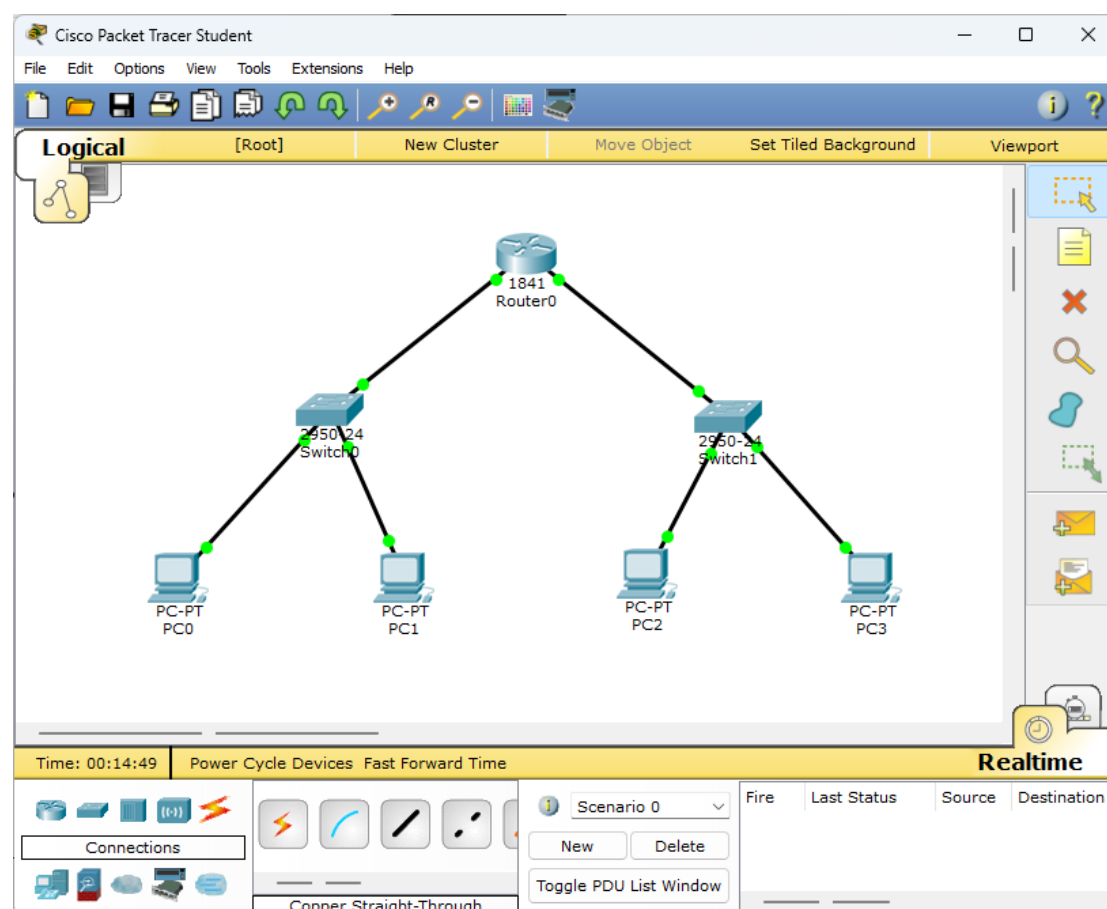 Cisco Packet Tracer Student
File Edit Options View Tools Extensions Help
R
i ?
Logical [Root] New Cluster Move Object Set Tiled Background Viewport
1841
Router0
2950-24
Switch0
2950-24
Switch1
PC-PT
PC0
PC-PT
PC1
PC-PT
PC2
PC-PT
PC3
Time: 00:14:49 Power Cycle Devices Fast Forward Time Realtime
Connections
Copper Straight-Through
i Scenario 0
New Delete
Toggle PDU List Window
Fire Last Status Source Destination